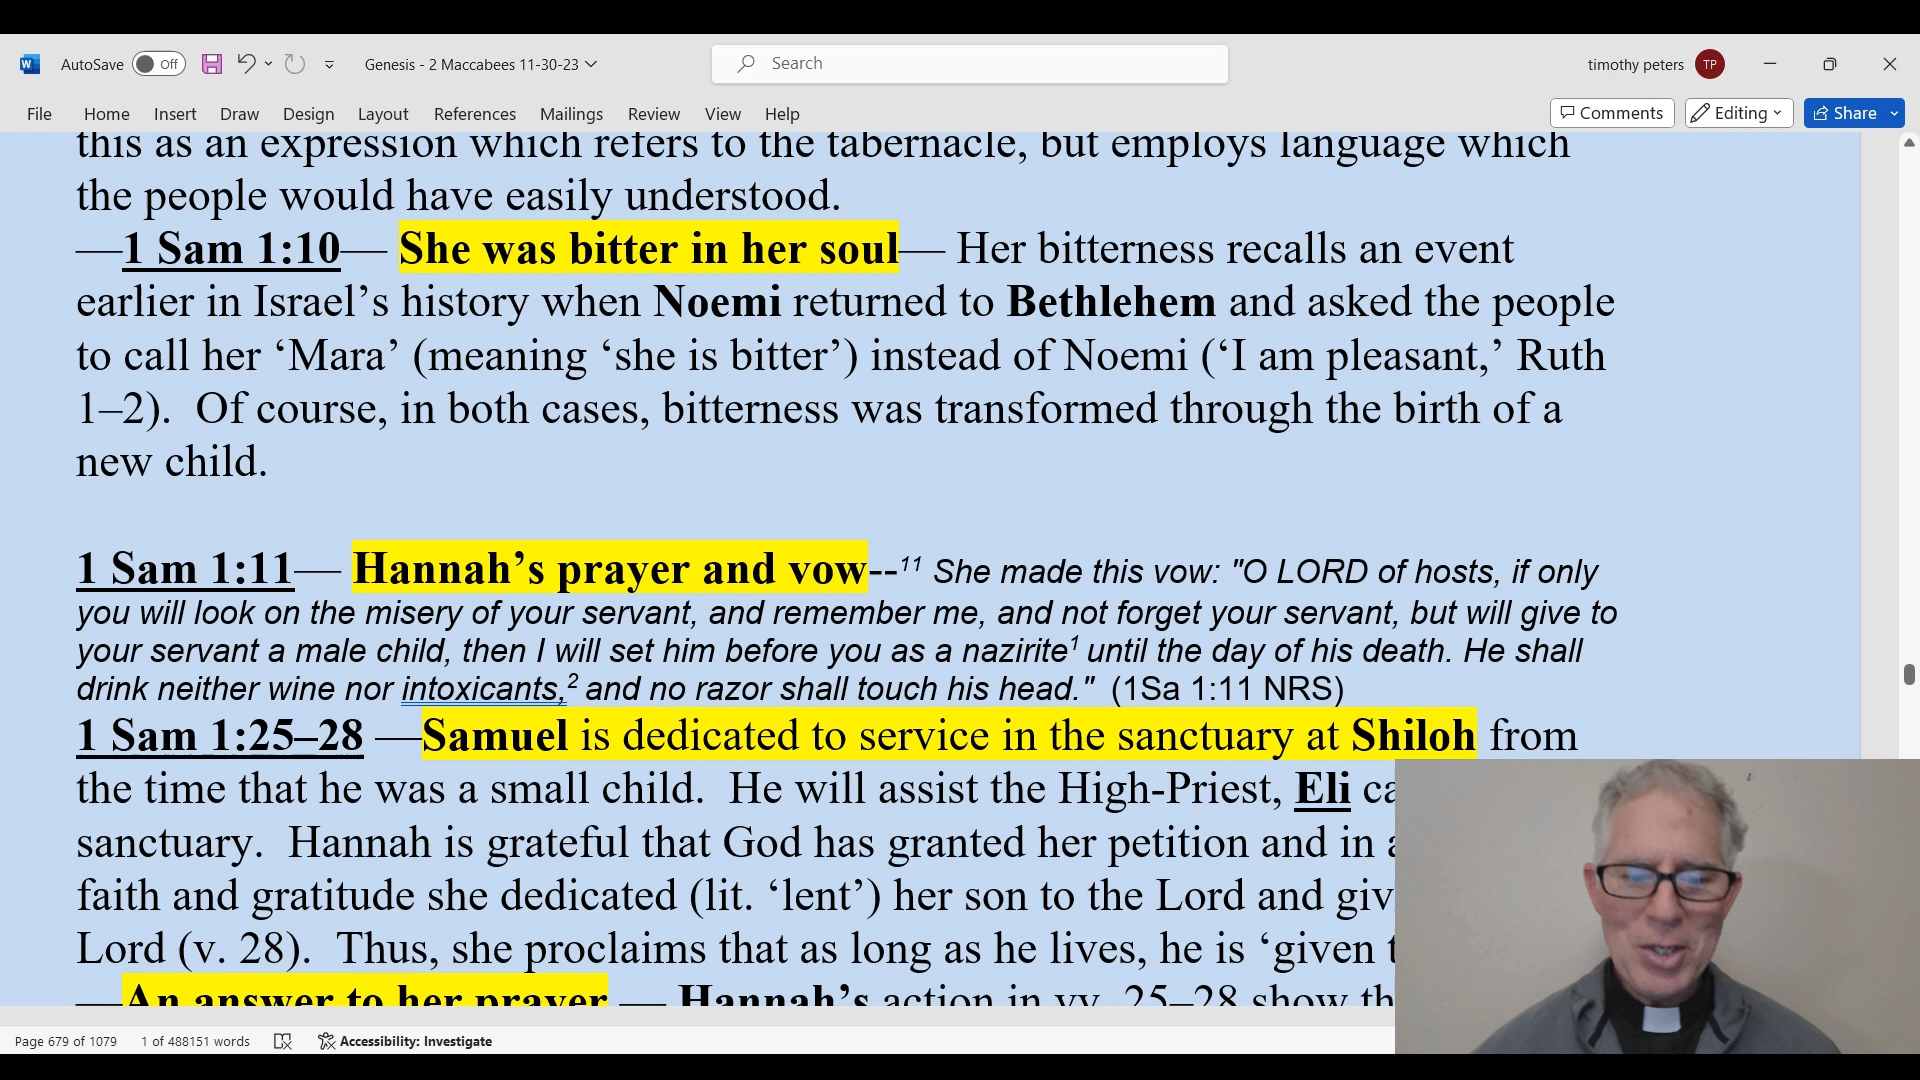 AutoSave Off Genesis - 2 Maccabees 11-30-23 Search timothy peters TP
File Home Insert Draw Design Layout References Mailings Review View Help Comments Editing Share
this as an expression which refers to the tabernacle, but employs language which
the people would have easily understood.
—1 Sam 1:10— She was bitter in her soul— Her bitterness recalls an event
earlier in Israel’s history when Noemi returned to Bethlehem and asked the people
to call her ‘Mara’ (meaning ‘she is bitter’) instead of Noemi (‘I am pleasant,’ Ruth
1–2).  Of course, in both cases, bitterness was transformed through the birth of a
new child.
1 Sam 1:11— Hannah’s prayer and vow--11 She made this vow: "O LORD of hosts, if only
you will look on the misery of your servant, and remember me, and not forget your servant, but will give to
your servant a male child, then I will set him before you as a nazirite1 until the day of his death. He shall
drink neither wine nor intoxicants,2 and no razor shall touch his head."  (1Sa 1:11 NRS)
1 Sam 1:25–28 —Samuel is dedicated to service in the sanctuary at Shiloh from
the time that he was a small child.  He will assist the High-Priest, Eli
sanctuary.  Hannah is grateful that God has granted her petition and in
faith and gratitude she dedicated (lit. ‘lent’) her son to the Lord and
Lord (v. 28).  Thus, she proclaims that as long as he lives, he is ‘given
—An answer to her prayer — Hannah’s action in vv. 25–28 show
Page 679 of 1079 1 of 488151 words Accessibility: Investigate